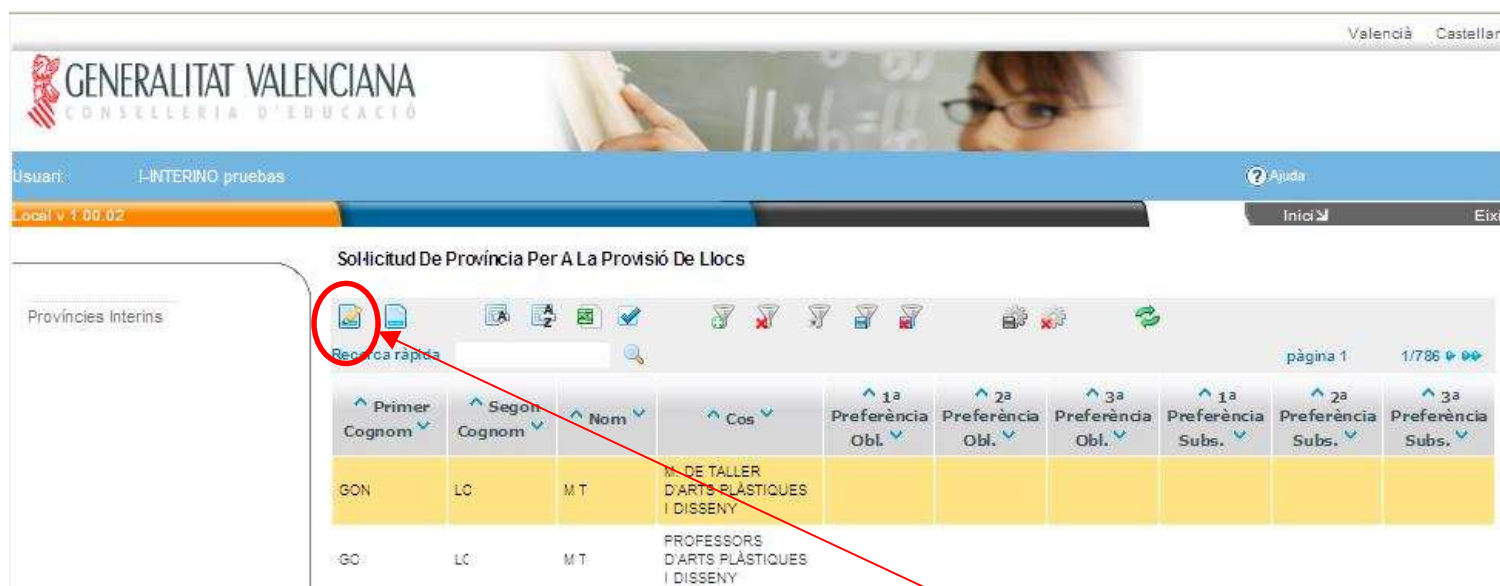 Valencià Castellan
GENERALITAT VALENCIANA
CONSELLERIA D'EDUCACIÓ
Usuari: I-INTERINO pruebas
Ajuda
Local v 1.00.02
Inici Eixi
Sol·licitud De Província Per A La Provisió De Llocs
Províncies Interins
Recerca ràpida
pàgina 1 1/786
Primer Cognom
Segon Cognom
Nom
Cos
1ª Preferència Obl.
2ª Preferència Obl.
3ª Preferència Obl.
1ª Preferència Subs.
2ª Preferència Subs.
3ª Preferència Subs.
GON LO M T
M. DE TALLER
D'ARTS PLÀSTIQUES
I DISSENY
GO LC M T
PROFESSORS
D'ARTS PLÀSTIQUES
I DISSENY